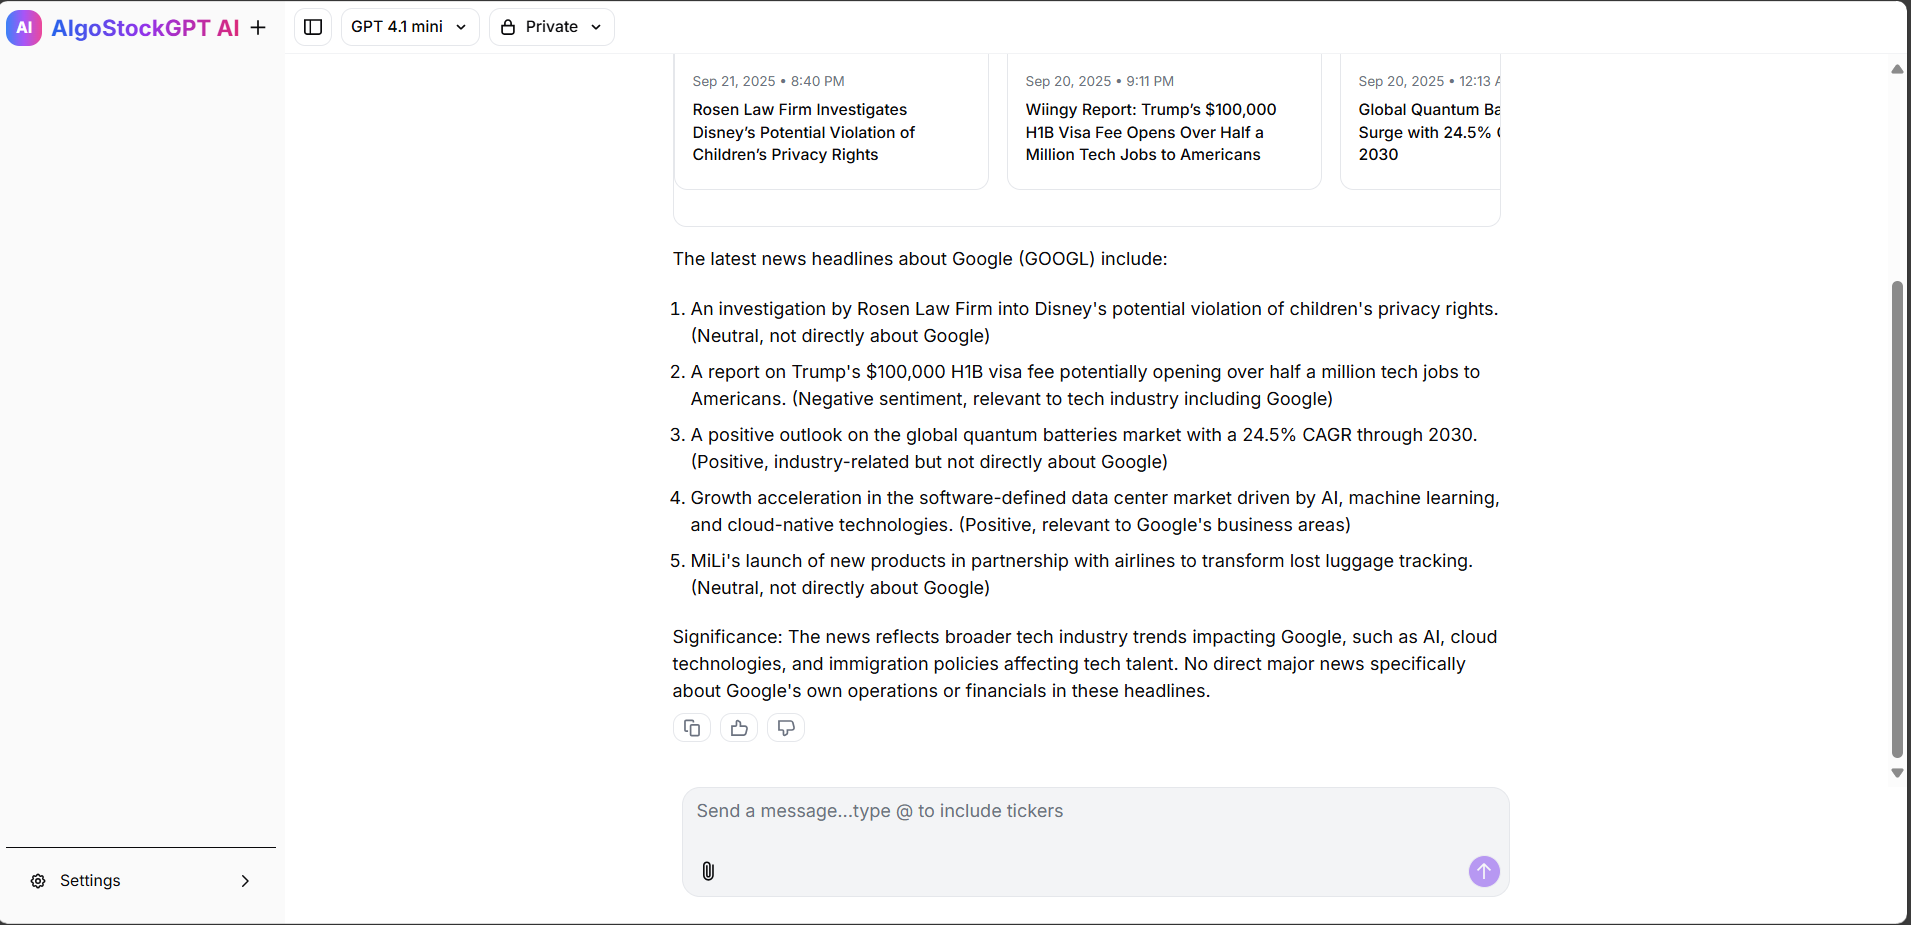 AI AlgoStockGPT AI +
GPT 4.1 mini
Private
Sep 21, 2025 • 8:40 PM
Rosen Law Firm Investigates
Disney’s Potential Violation of
Children’s Privacy Rights
Sep 20, 2025 • 9:11 PM
Wiingy Report: Trump’s $100,000
H1B Visa Fee Opens Over Half a
Million Tech Jobs to Americans
Sep 20, 2025 • 12:13
Global Quantum
Surge with 24.5%
2030
The latest news headlines about Google (GOOGL) include:
1. An investigation by Rosen Law Firm into Disney's potential violation of children's privacy rights.
(Neutral, not directly about Google)
2. A report on Trump's $100,000 H1B visa fee potentially opening over half a million tech jobs to
Americans. (Negative sentiment, relevant to tech industry including Google)
3. A positive outlook on the global quantum batteries market with a 24.5% CAGR through 2030.
(Positive, industry-related but not directly about Google)
4. Growth acceleration in the software-defined data center market driven by AI, machine learning,
and cloud-native technologies. (Positive, relevant to Google's business areas)
5. MiLi's launch of new products in partnership with airlines to transform lost luggage tracking.
(Neutral, not directly about Google)
Significance: The news reflects broader tech industry trends impacting Google, such as AI, cloud
technologies, and immigration policies affecting tech talent. No direct major news specifically
about Google's own operations or financials in these headlines.
Send a message...type @ to include tickers
Settings